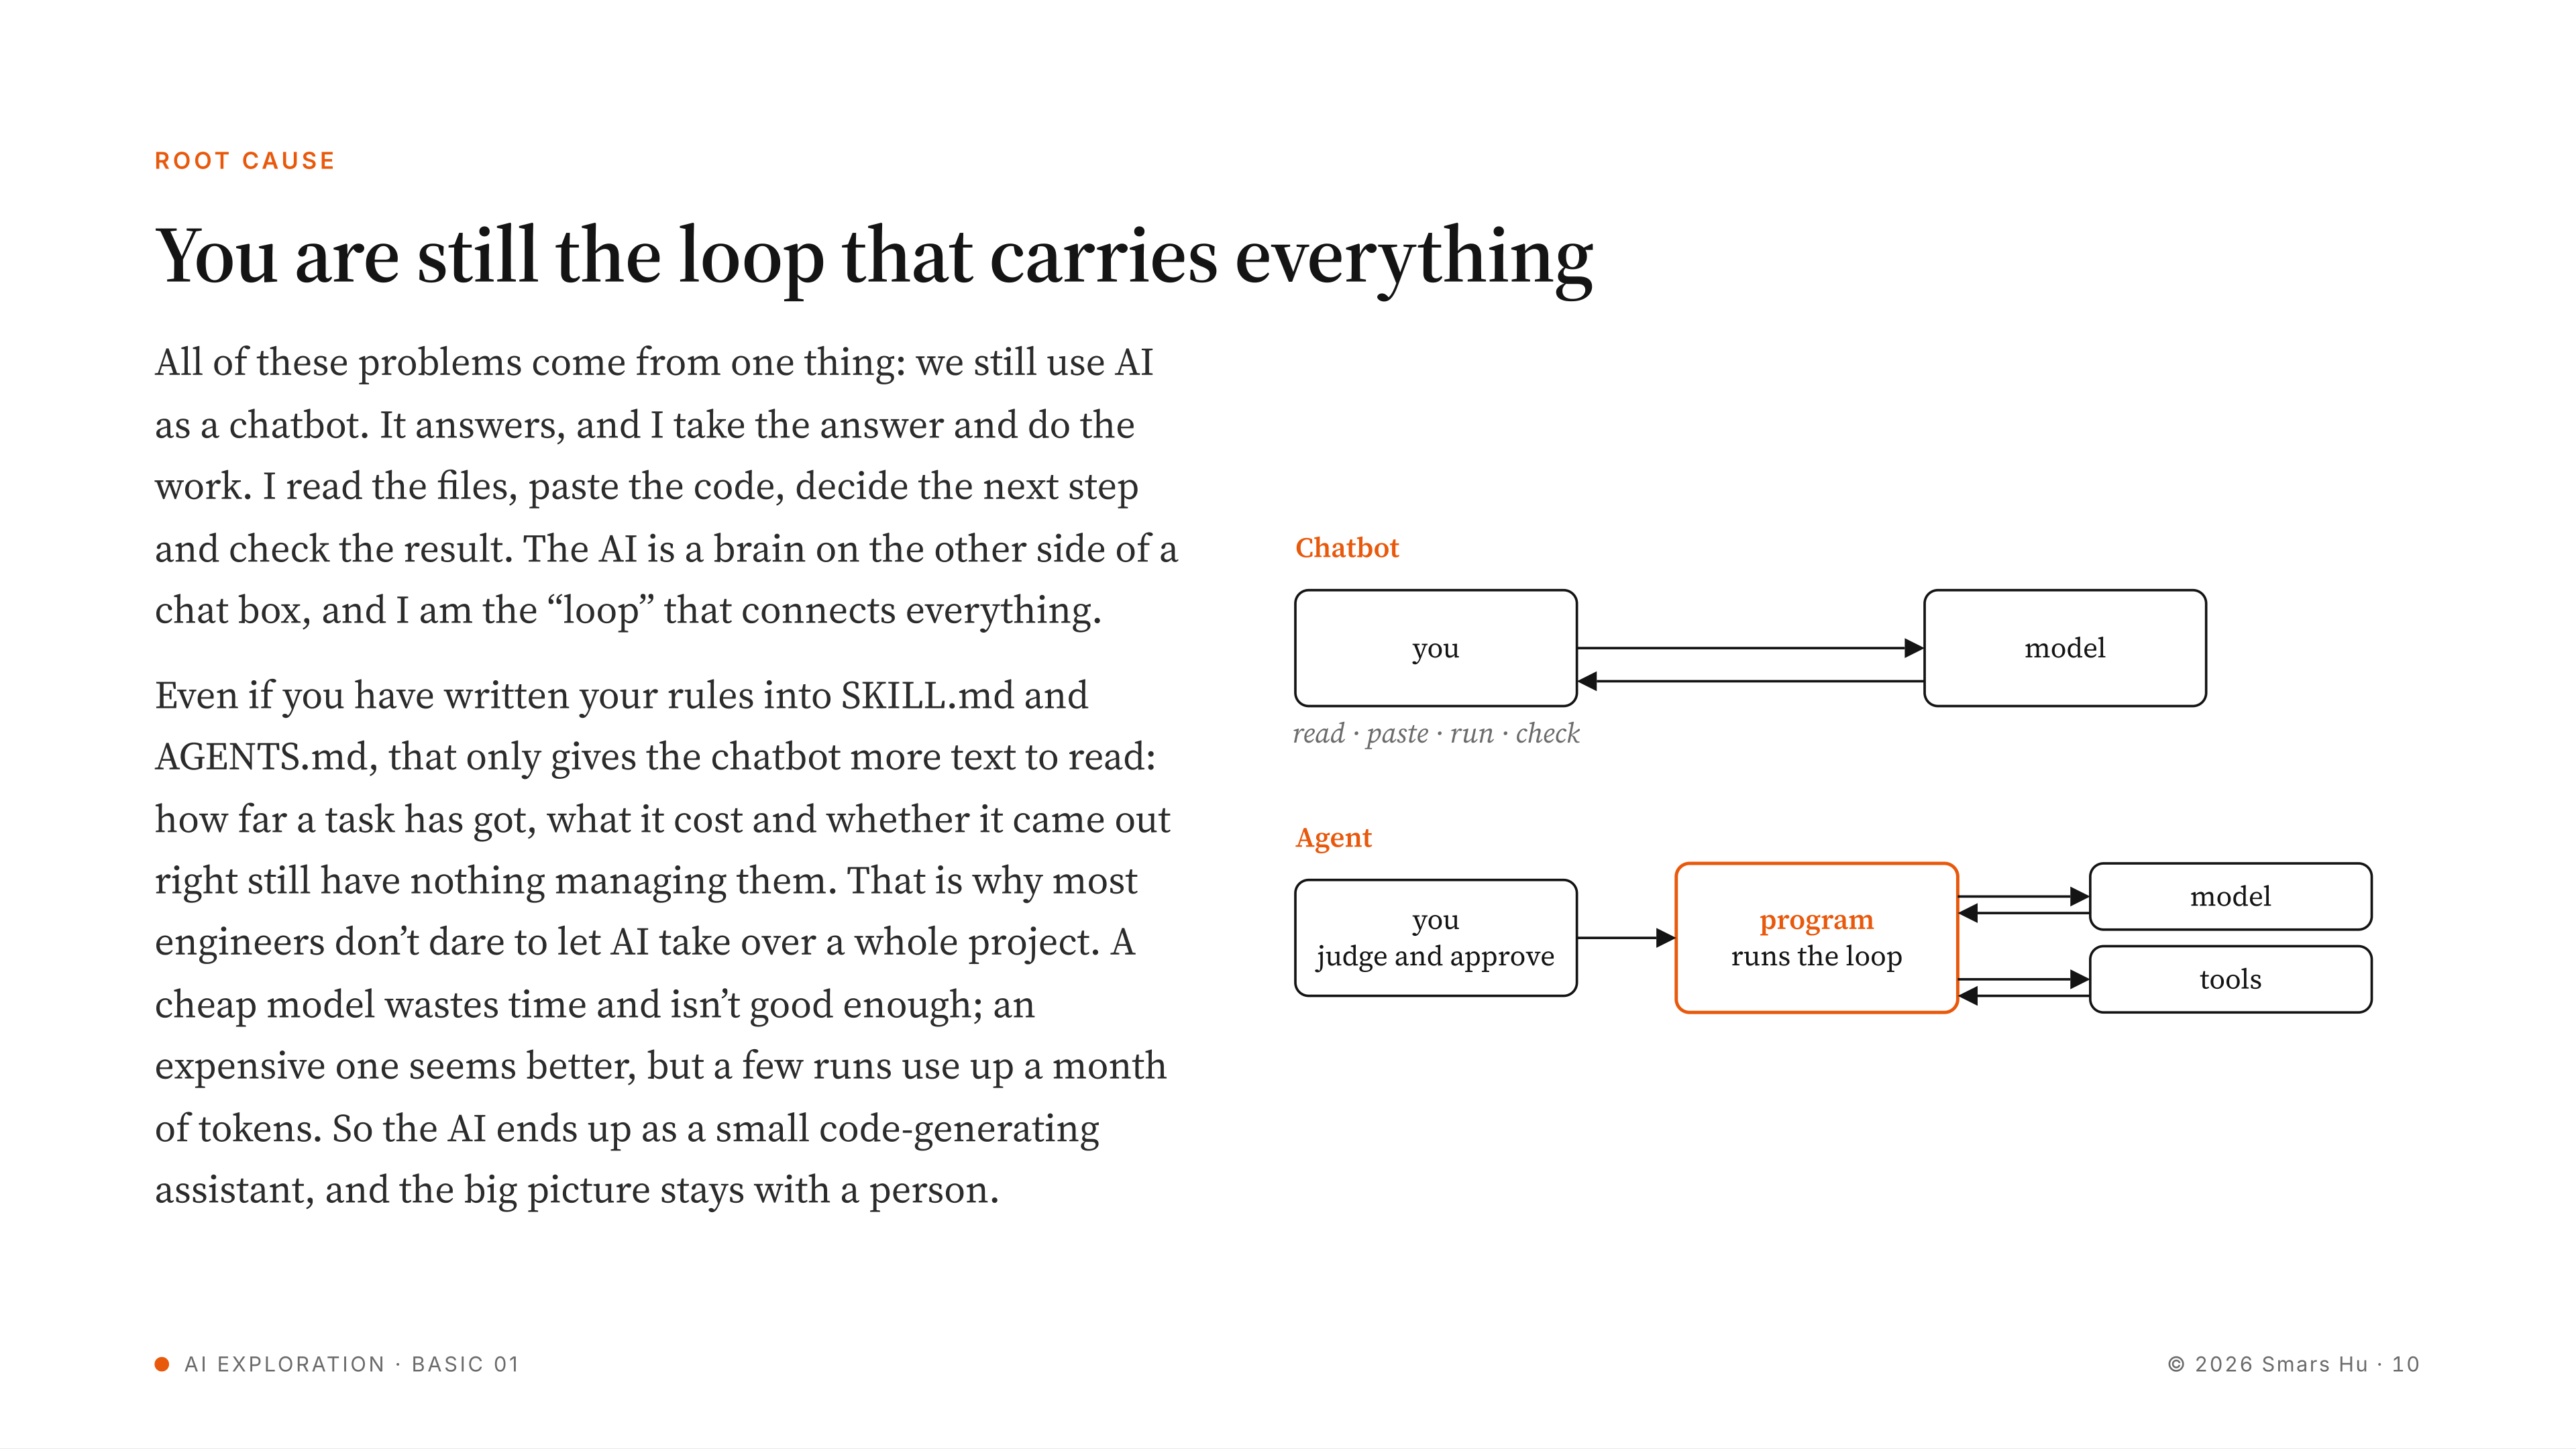 ROOT CAUSE
You are still the loop that carries everything
All of these problems come from one thing: we still use AI
as a chatbot. It answers, and I take the answer and do the
work. I read the files, paste the code, decide the next step
and check the result. The AI is a brain on the other side of a
chat box, and I am the “loop” that connects everything.
Even if you have written your rules into SKILL.md and
AGENTS.md, that only gives the chatbot more text to read:
how far a task has got, what it cost and whether it came out
right still have nothing managing them. That is why most
engineers don’t dare to let AI take over a whole project. A
cheap model wastes time and isn’t good enough; an
expensive one seems better, but a few runs use up a month
of tokens. So the AI ends up as a small code-generating
assistant, and the big picture stays with a person.
Chatbot
you
model
read · paste · run · check
Agent
you
judge and approve
program
runs the loop
model
tools
AI EXPLORATION · BASIC 01
© 2026 Smars Hu · 10